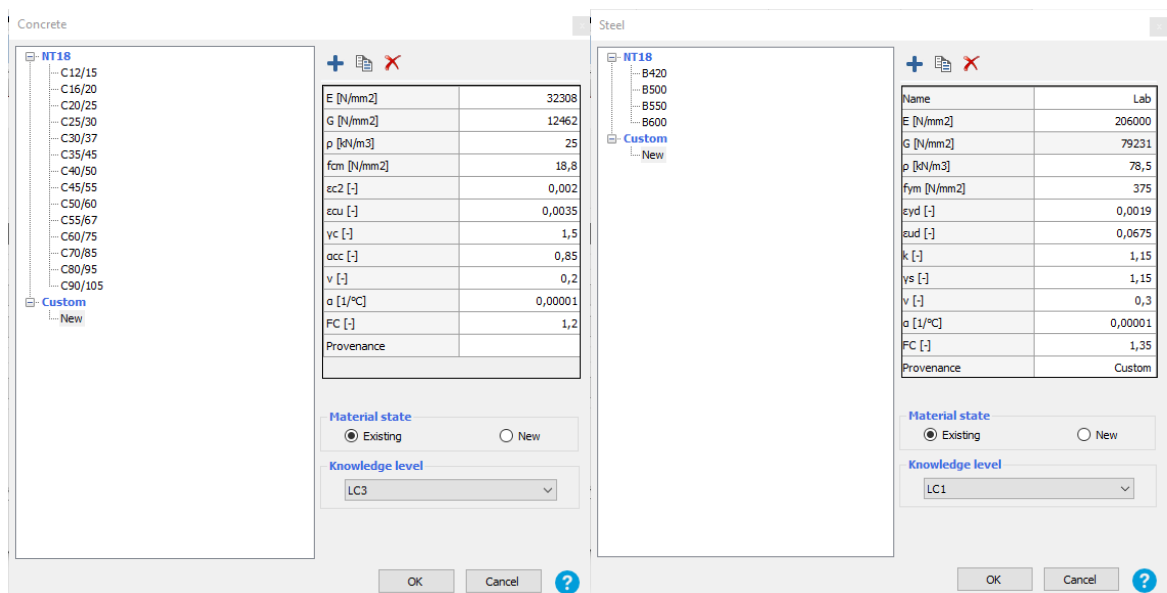 Concrete
NT18
C12/15
C16/20
C20/25
C25/30
C30/37
C35/45
C40/50
C45/55
C50/60
C55/67
C60/75
C70/85
C80/95
C90/105
Custom
New
E [N/mm2] 32308
G [N/mm2] 12462
ρ [kN/m3] 25
fcm [N/mm2] 18,8
εc2 [-] 0,002
εcu [-] 0,0035
γc [-] 1,5
αcc [-] 0,85
ν [-] 0,2
α [1/°C] 0,00001
FC [-] 1,2
Provenance
Material state
Existing New
Knowledge level
LC3
OK Cancel ?
Steel
NT18
B420
B500
B550
B600
Custom
New
Name Lab
E [N/mm2] 206000
G [N/mm2] 79231
ρ [kN/m3] 78,5
fym [N/mm2] 375
εyd [-] 0,0019
εud [-] 0,0675
k [-] 1,15
γs [-] 1,15
ν [-] 0,3
α [1/°C] 0,00001
FC [-] 1,35
Provenance Custom
Material state
Existing New
Knowledge level
LC1
OK Cancel ?